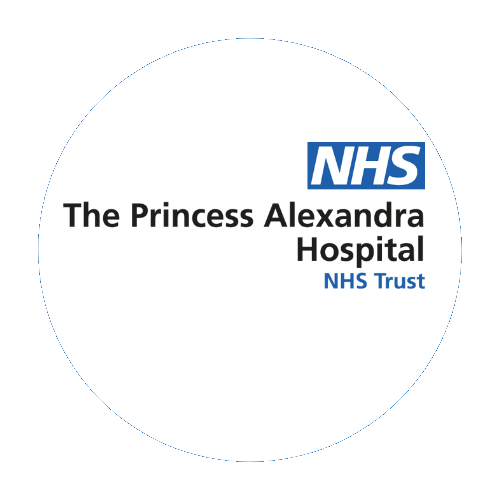 NHS
The Princess Alexandra
Hospital
NHS Trust